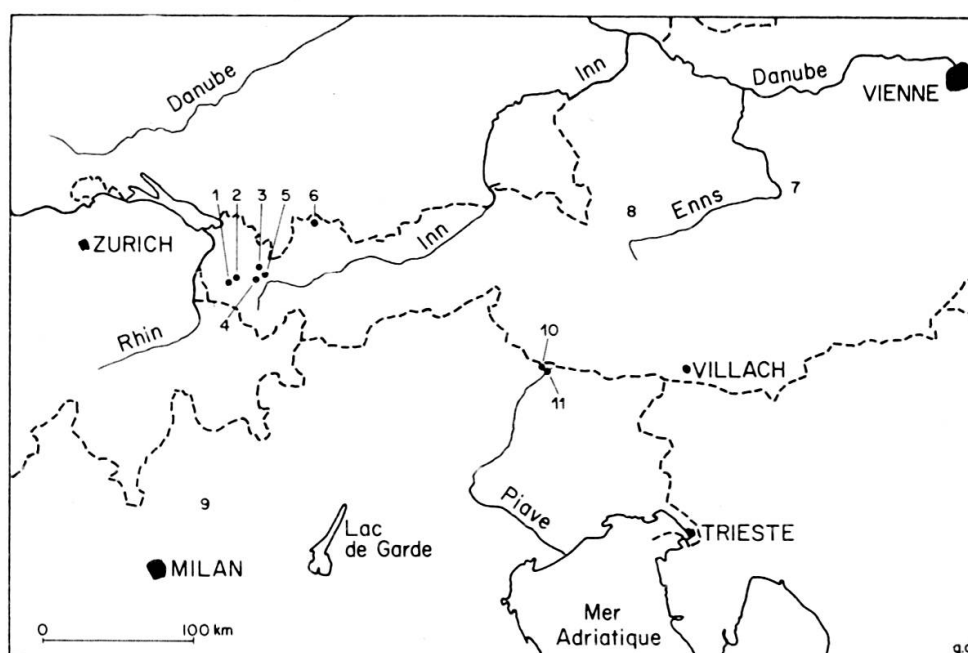 Danube
Inn
Danube
VIENNE
1 2 3 5 6
7
8
Enns
ZURICH
Inn
4
Rhin
10
VILLACH
11
9
Piave
Lac
de Garde
TRIESTE
MILAN
Mer
Adriatique
0 100 km